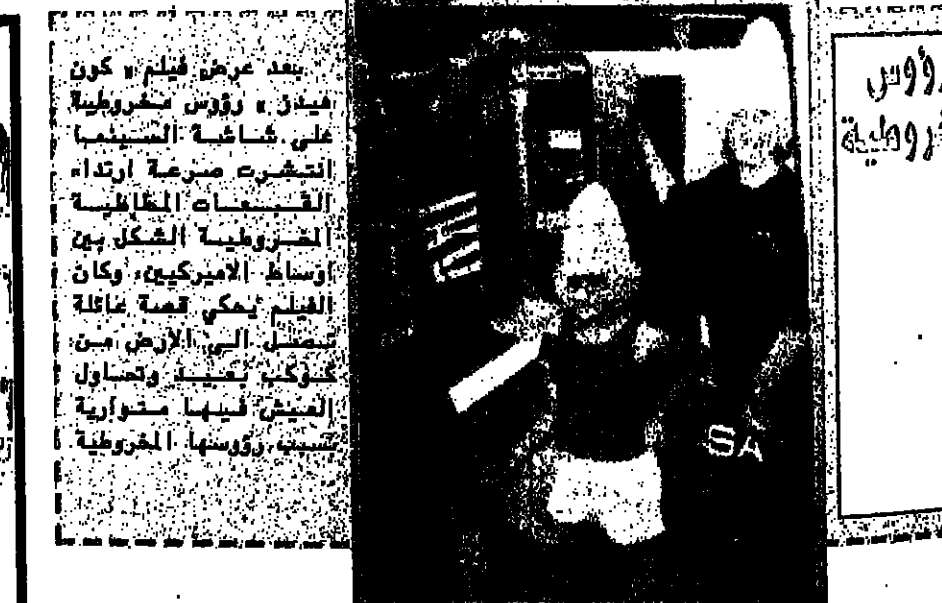 رؤوس
مخروطية
بعد عرض فيلم « كون
هيدز » رؤوس مخروطية
على شاشة السينما
انتشرت صرعة ارتداء
القبعات المطاطية
المخروطية الشكل بين
اوساط الاميركيين، وكان
الفيلم يحكي قصة عائلة
تصل الى الارض من
كوكب بعيد وتحاول
العيش فيها متوارية
بسبب رؤوسها المخروطية
SA